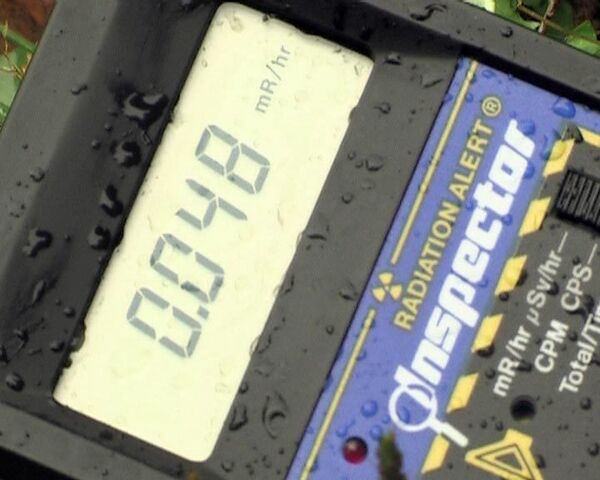 mR/hr
0.048
RADIATION ALERT®
Inspector
mR/hr µSv/hr
CPM CPS